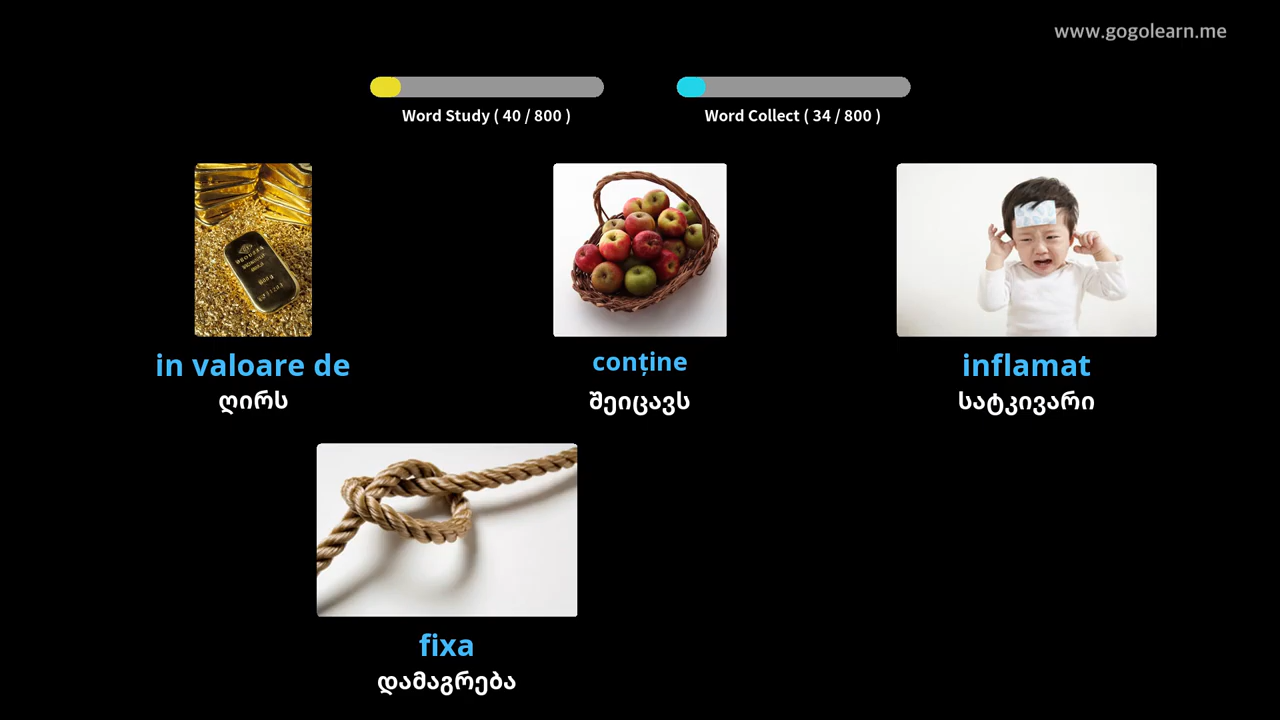 www.gogolearn.me
Word Study ( 40 / 800 )
Word Collect ( 34 / 800 )
in valoare de
ღირს
conține
შეიცავს
inflamat
სატკივარი
fixa
დამაგრება